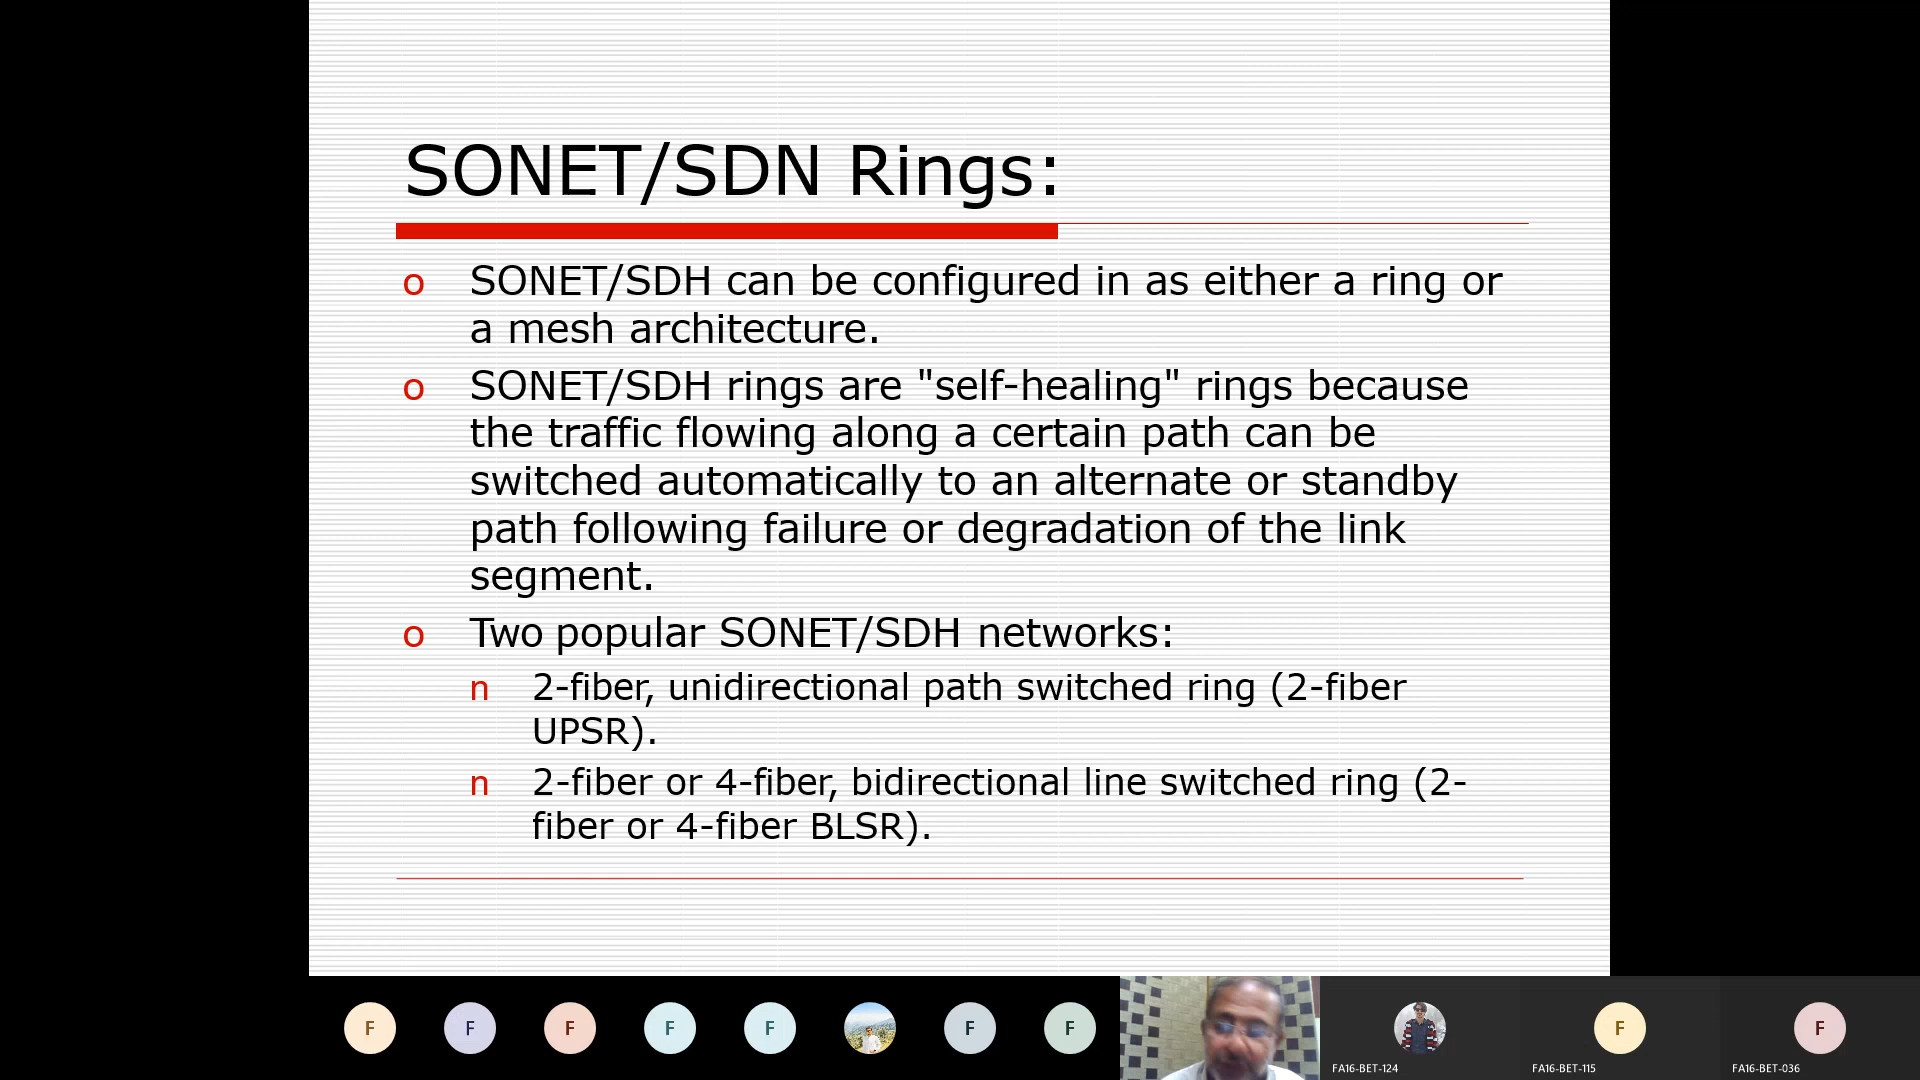 SONET/SDN Rings:
o SONET/SDH can be configured in as either a ring or
a mesh architecture.
o SONET/SDH rings are "self-healing" rings because
the traffic flowing along a certain path can be
switched automatically to an alternate or standby
path following failure or degradation of the link
segment.
o Two popular SONET/SDH networks:
n 2-fiber, unidirectional path switched ring (2-fiber
UPSR).
n 2-fiber or 4-fiber, bidirectional line switched ring (2-
fiber or 4-fiber BLSR).
F F F F F F F F F
FA16-BET-124 FA16-BET-115 FA16-BET-036